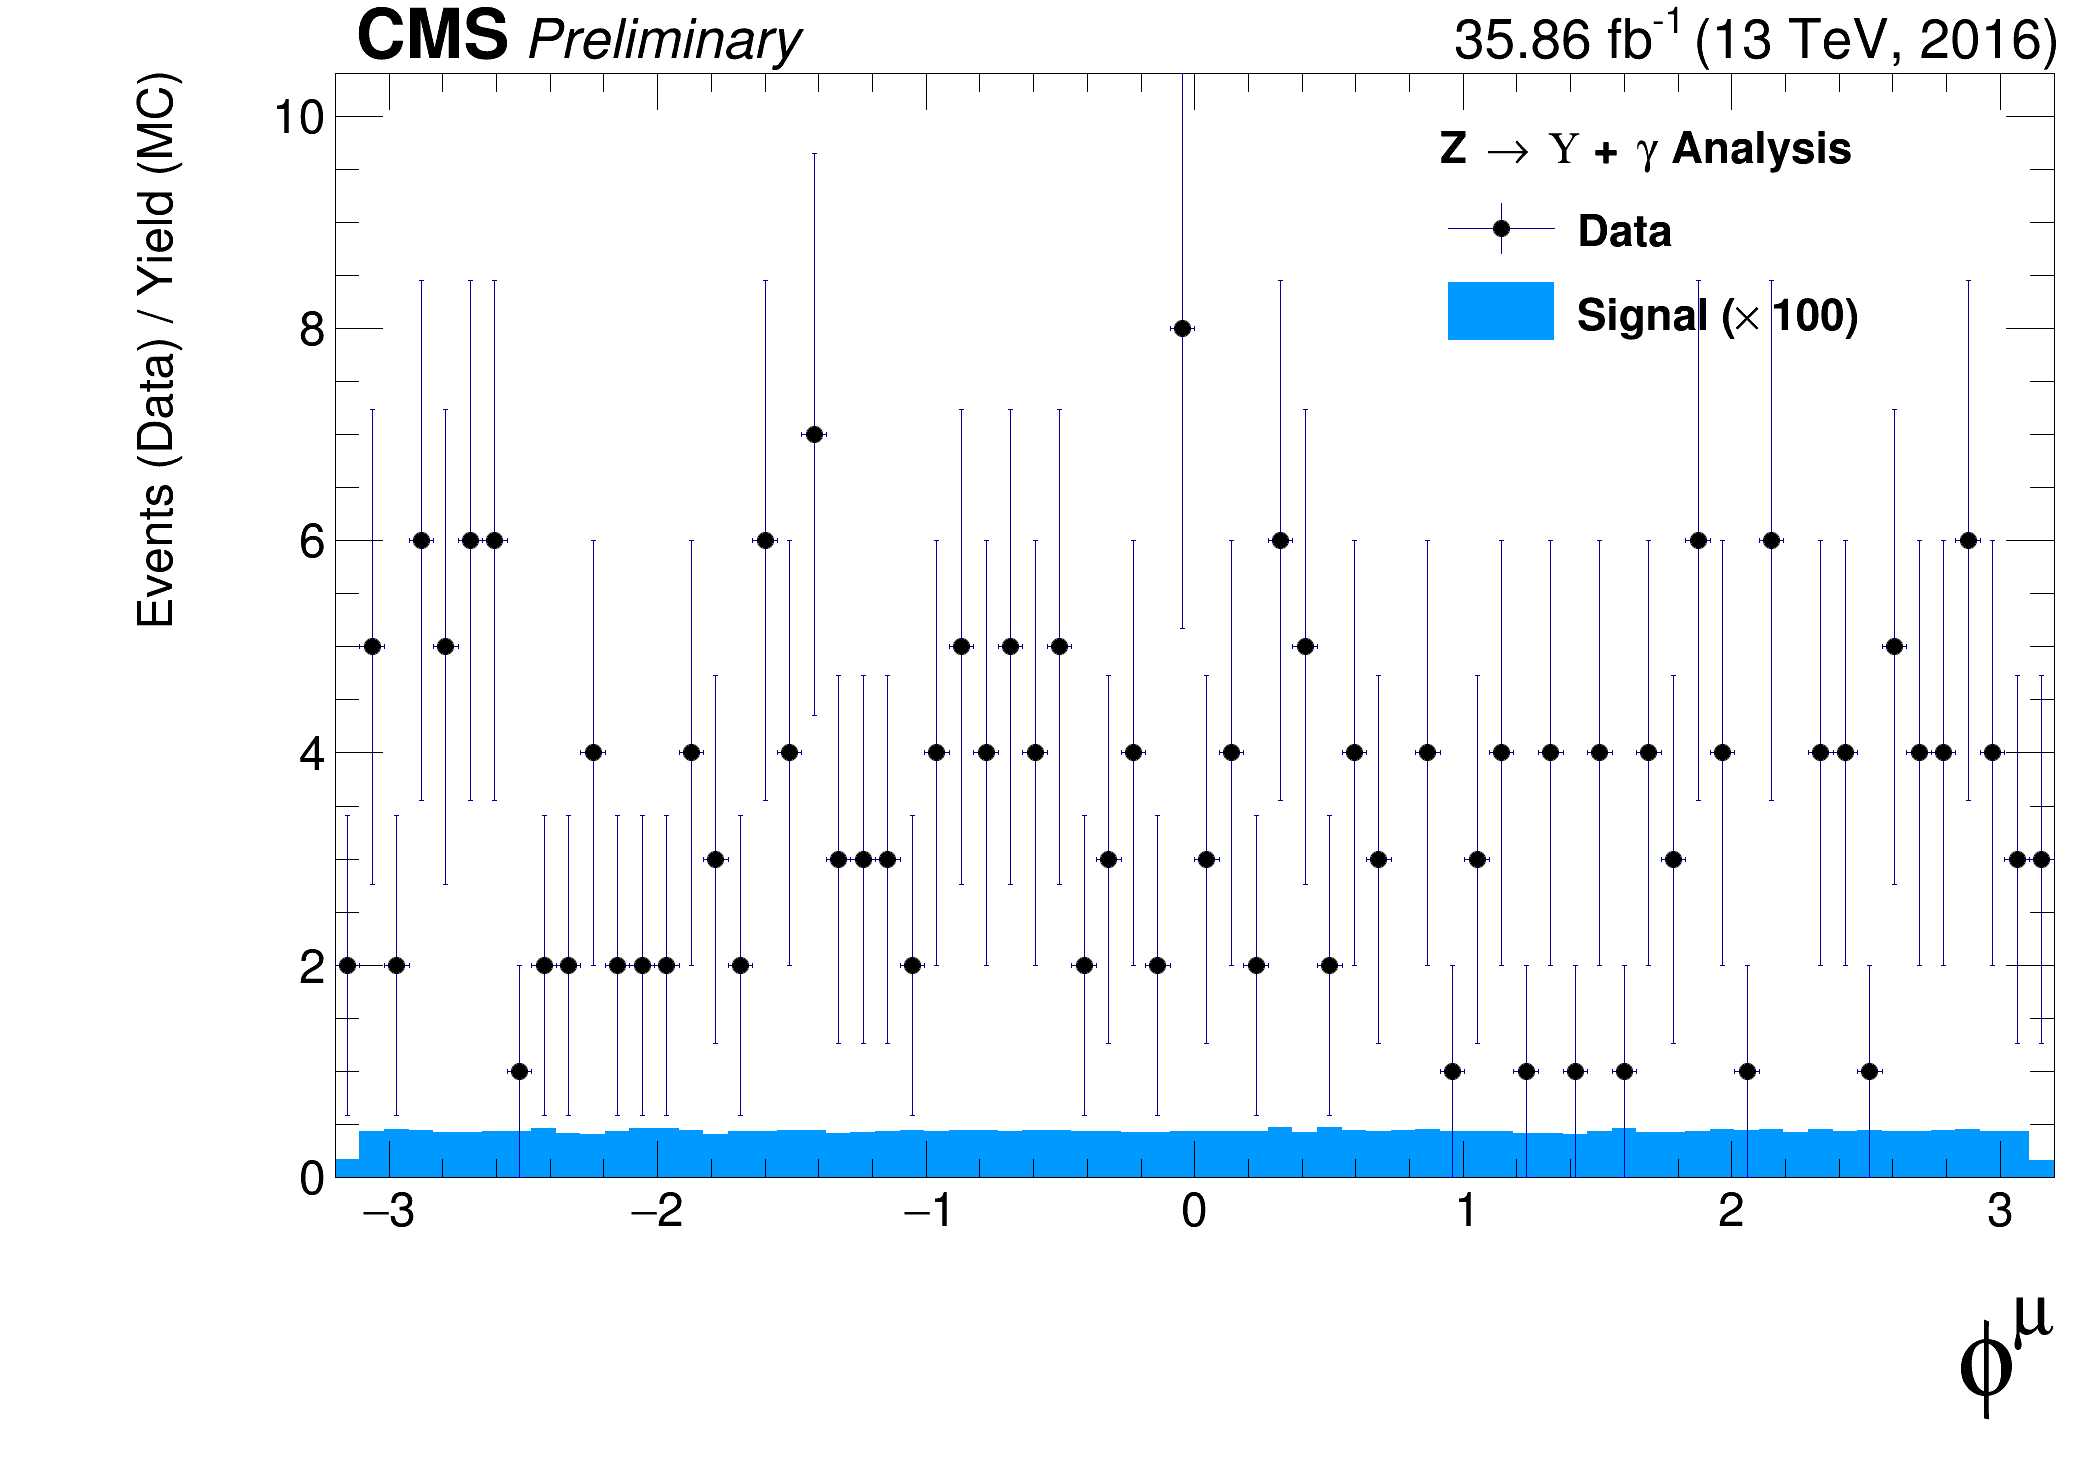 CMS Preliminary 35.86 fb⁻¹ (13 TeV, 2016)
Events (Data) / Yield (MC)
Z → Υ + γ Analysis
Data
Signal (× 100)
10
8
6
4
2
0
−3 −2 −1 0 1 2 3
ϕ^μ